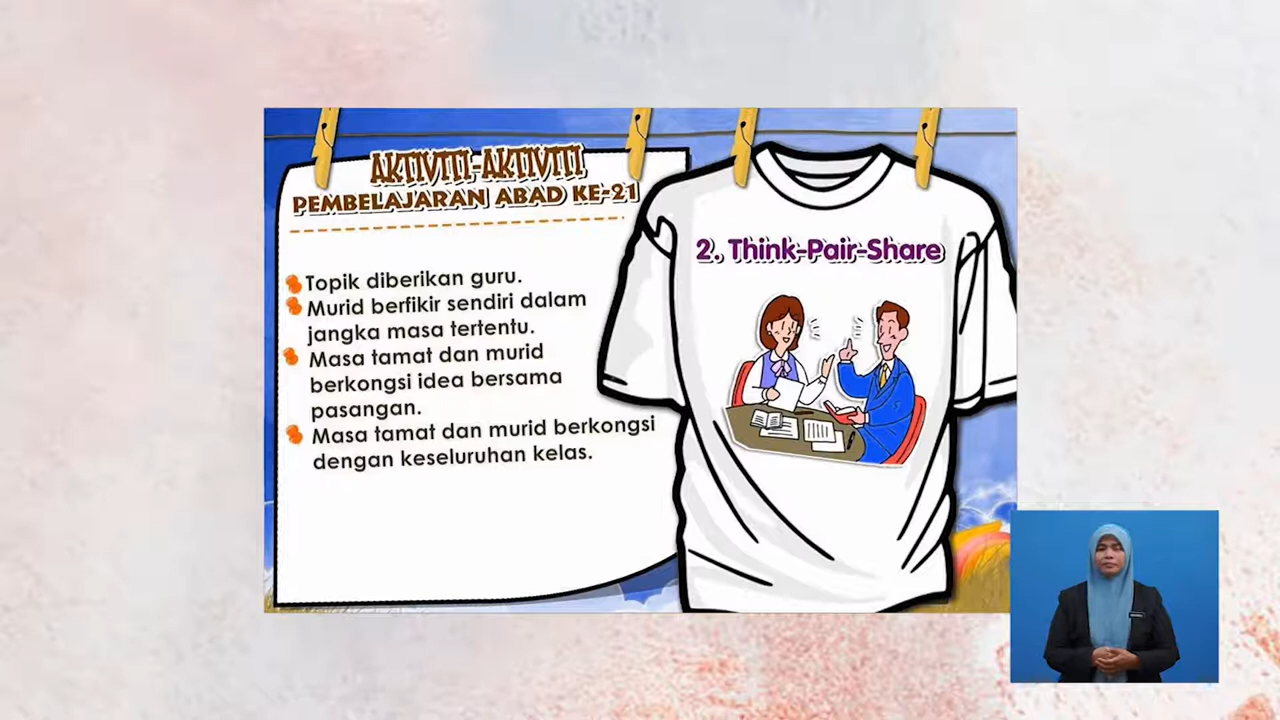 AKTIVITI-AKTIVITI
PEMBELAJARAN ABAD KE-21
Topik diberikan guru.
Murid berfikir sendiri dalam
jangka masa tertentu.
Masa tamat dan murid
berkongsi idea bersama
pasangan.
Masa tamat dan murid berkongsi
dengan keseluruhan kelas.
2. Think-Pair-Share